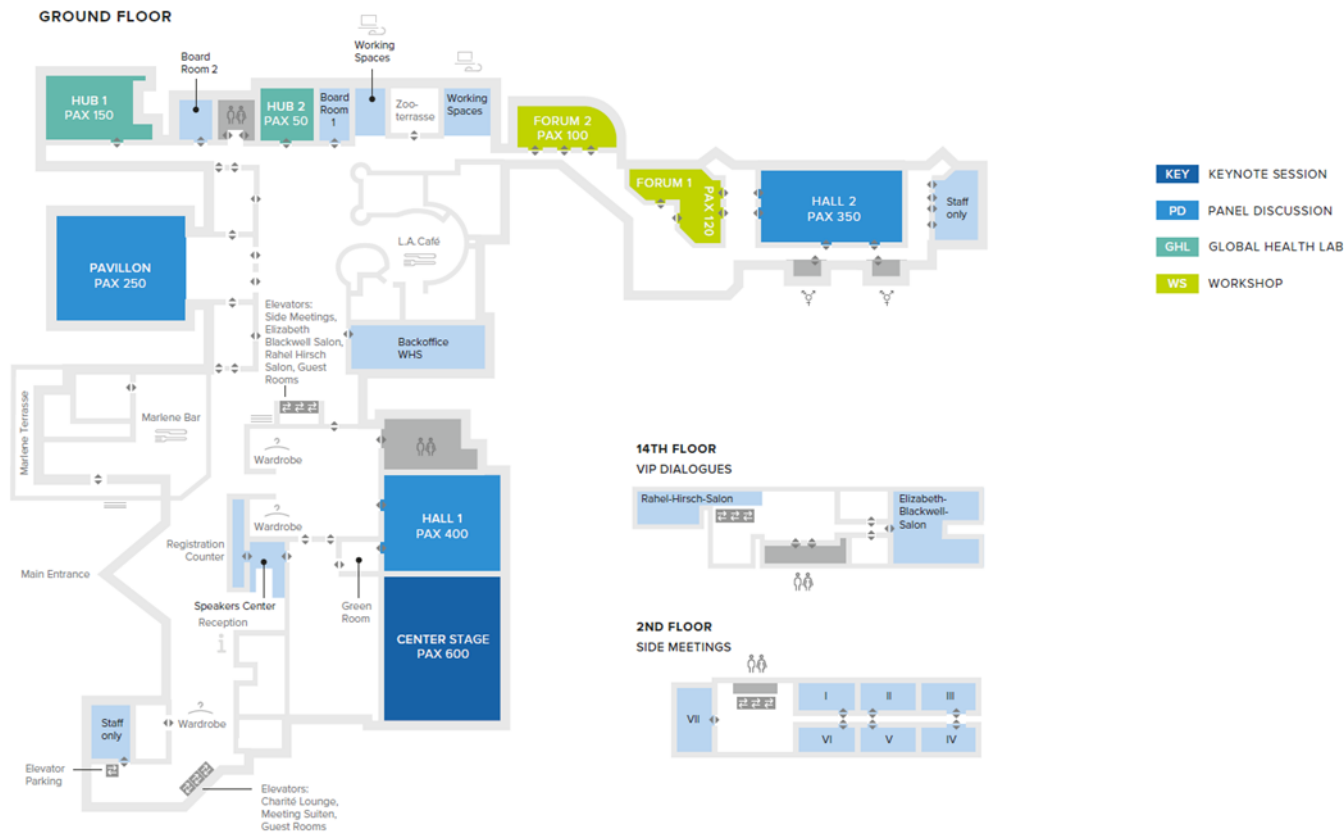 GROUND FLOOR
Working
Spaces
Board
Room 2
HUB 1
PAX 150
HUB 2
PAX 50
Board
Room
1
Zoo-
terrasse
Working
Spaces
FORUM 2
PAX 100
FORUM 1
PAX 120
HALL 2
PAX 350
Staff
only
KEY KEYNOTE SESSION
PD PANEL DISCUSSION
GHL GLOBAL HEALTH LAB
WS WORKSHOP
PAVILLON
PAX 250
L.A. Café
Elevators:
Side Meetings,
Elizabeth
Blackwell Salon,
Rahel Hirsch
Salon, Guest
Rooms
Backoffice
WHS
Marlene Terrasse
Marlene Bar
Wardrobe
Wardrobe
HALL 1
PAX 400
Registration
Counter
Main Entrance
Speakers Center
Reception
i
Green
Room
CENTER STAGE
PAX 600
Staff
only
Wardrobe
Elevator
Parking
Elevators:
Charité Lounge,
Meeting Suiten,
Guest Rooms
14TH FLOOR
VIP DIALOGUES
Rahel-Hirsch-Salon
Elizabeth-
Blackwell-
Salon
2ND FLOOR
SIDE MEETINGS
VII
I
II
III
VI
V
IV